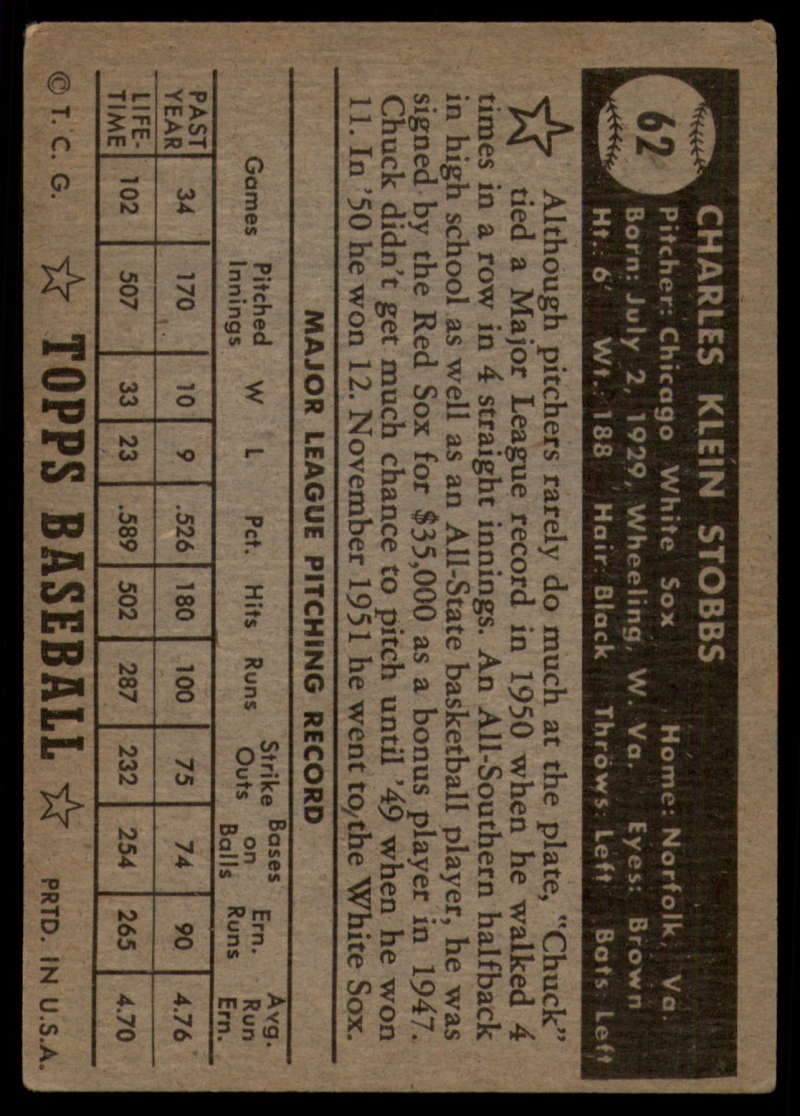 62
CHARLES KLEIN STOBBS
Pitcher: Chicago White Sox Home: Norfolk, Va.
Born: July 2, 1929, Wheeling, W. Va. Eyes: Brown
Ht.: 6' Wt.: 188 Hair: Black Throws: Left Bats: Left
Although pitchers rarely do much at the plate, "Chuck"
tied a Major League record in 1950 when he walked 4
times in a row in 4 straight innings. An All-Southern halfback
in high school as well as an All-State basketball player, he was
signed by the Red Sox for $35,000 as a bonus player in 1947.
Chuck didn't get much chance to pitch until '49 when he won
11. In '50 he won 12. November 1951 he went to the White Sox.
MAJOR LEAGUE PITCHING RECORD
Games Pitched Innings W L Pct. Hits Runs Strike Outs Bases on Balls Ern. Runs Avg. Run Ern.
PAST YEAR 34 170 10 9 .526 180 100 75 74 90 4.76
LIFE-TIME 102 507 33 23 .589 502 287 232 254 265 4.70
© T. C. G. ☆ TOPPS BASEBALL ☆ PRTD. IN U.S.A.